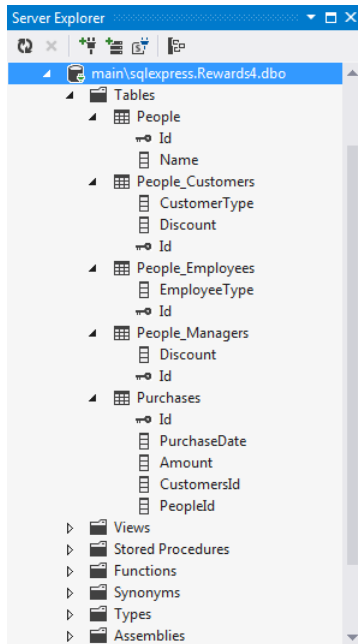 Server Explorer
main\sqlexpress.Rewards4.dbo
Tables
People
Id
Name
People_Customers
CustomerType
Discount
Id
People_Employees
EmployeeType
Id
People_Managers
Discount
Id
Purchases
Id
PurchaseDate
Amount
CustomersId
PeopleId
Views
Stored Procedures
Functions
Synonyms
Types
Assemblies